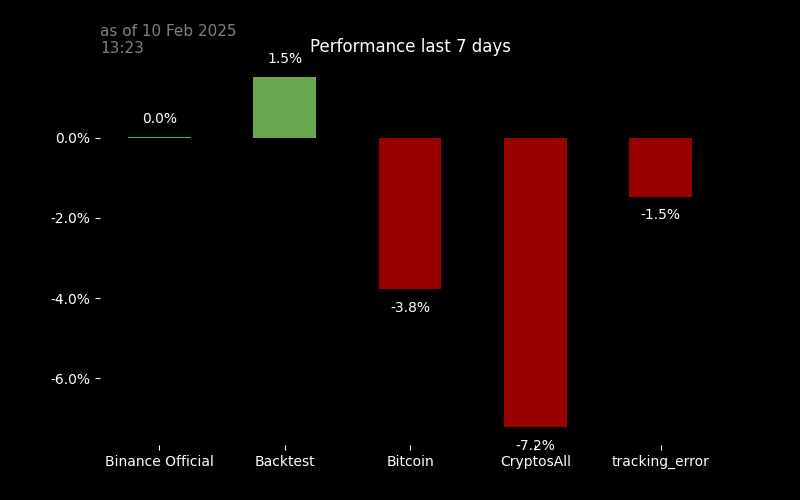 as of 10 Feb 2025
13:23
Performance last 7 days
1.5%
0.0%
0.0%
-1.5%
-2.0%
-4.0%
-3.8%
-6.0%
-7.2%
Binance Official
Backtest
Bitcoin
CryptosAll
tracking_error